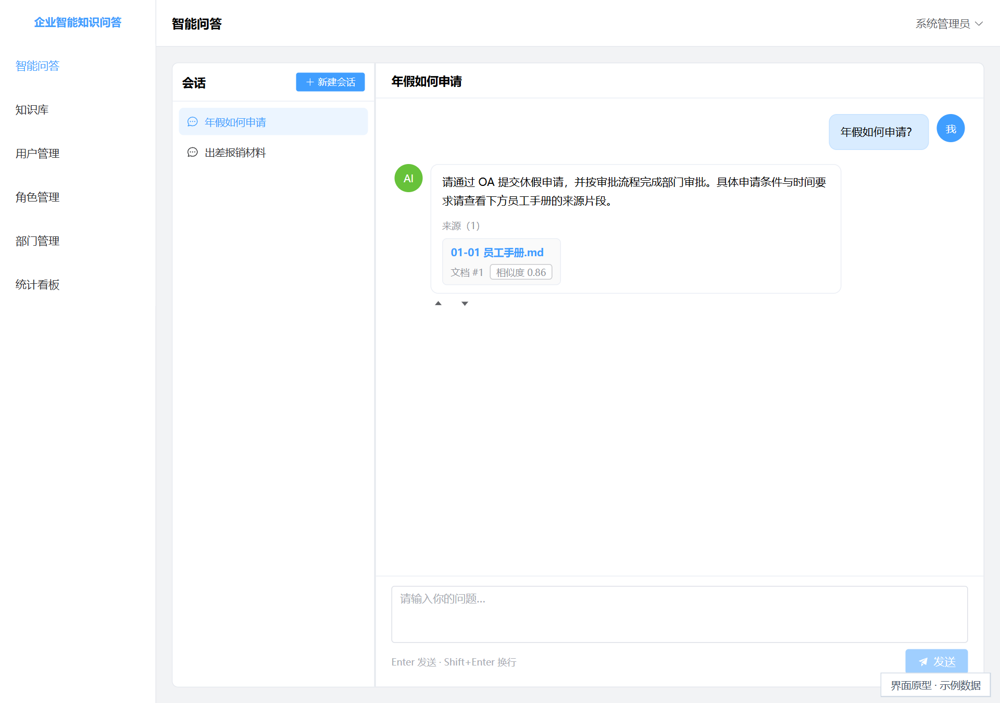 企业智能知识问答
智能问答
知识库
用户管理
角色管理
部门管理
统计看板
智能问答
系统管理员
会话
新建会话
年假如何申请
出差报销材料
年假如何申请
年假如何申请?
我
AI
请通过 OA 提交休假申请，并按审批流程完成部门审批。具体申请条件与时间要
求请查看下方员工手册的来源片段。
来源（1）
01-01 员工手册.md
文档 #1 相似度 0.86
请输入你的问题...
Enter 发送 · Shift+Enter 换行
发送
界面原型 · 示例数据